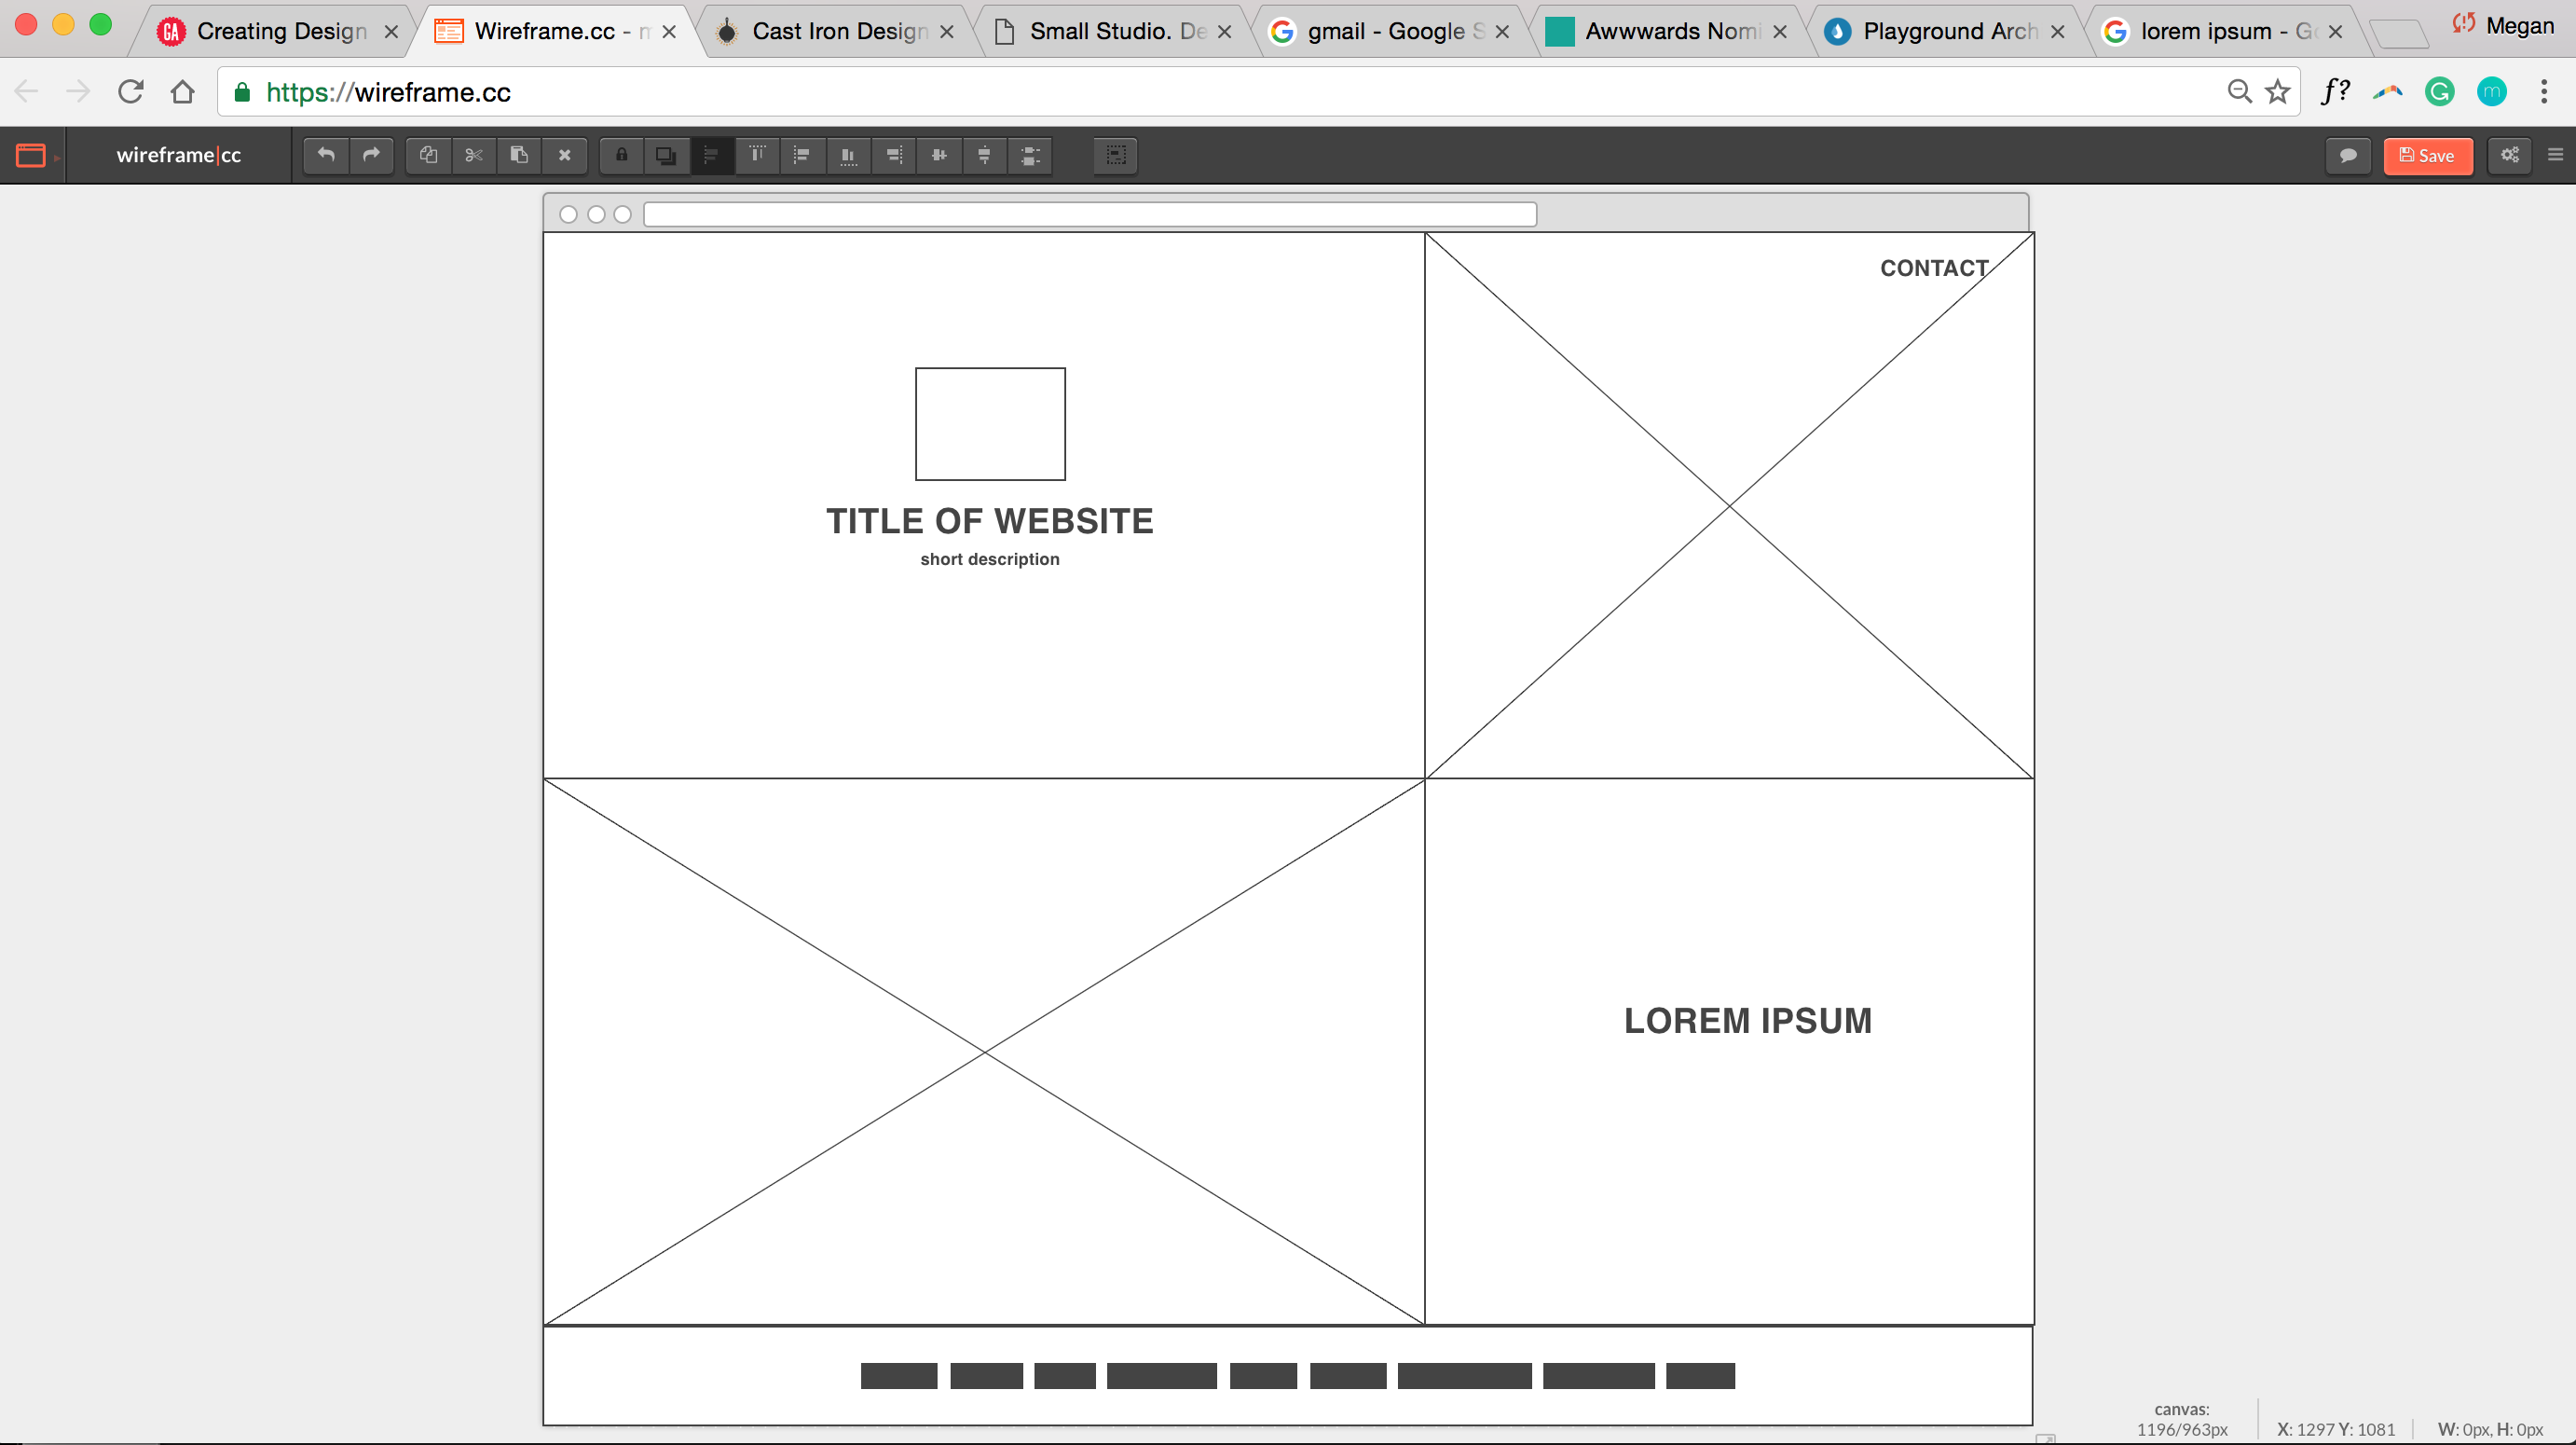 GA Creating Design
Wireframe.cc - m
Cast Iron Design
Small Studio. De
gmail - Google S
Awwwards Nomi
Playground Arch
lorem ipsum - Go
Megan
https://wireframe.cc
f?
G
m
wireframe|cc
Save
CONTACT
TITLE OF WEBSITE
short description
LOREM IPSUM
canvas:
1196/963px
X: 1297 Y: 1081
W: 0px, H: 0px